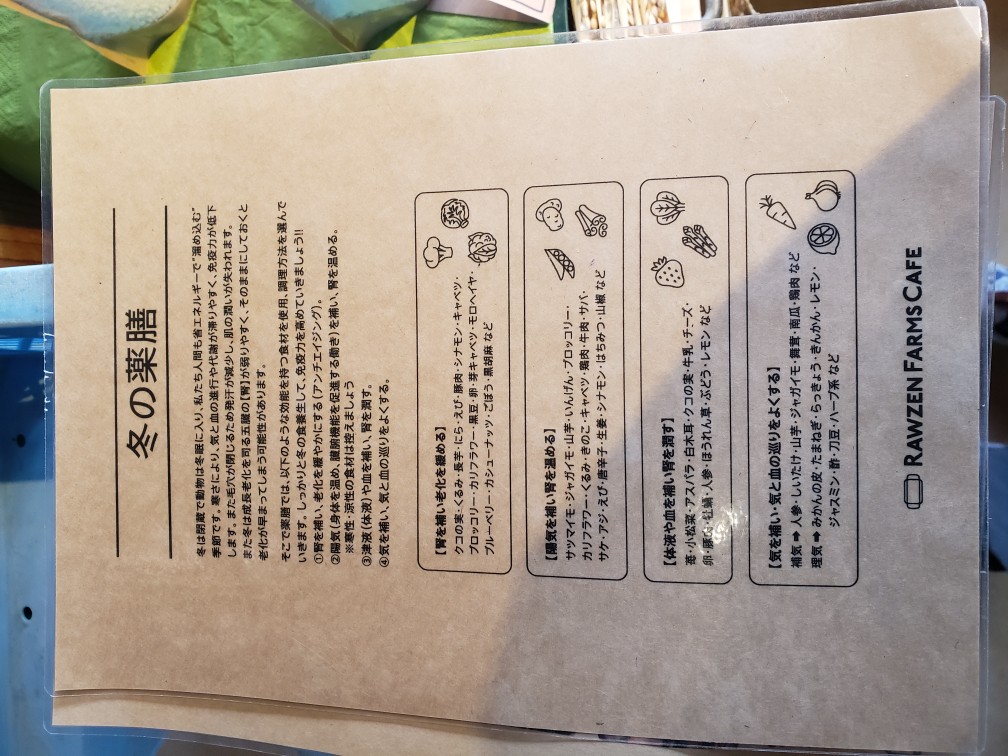 冬の薬膳
冬は閉蔵で動物は冬眠に入り、私たち人間も省エネルギーで"溜め込む"
季節です。寒さにより、気と血の進行や代謝が滞りやすく、免疫力が低下
します。また毛穴が閉じるため発汗が減少し、肌の潤いが失われます。
また冬は成長老化を司る五臓の【腎】が弱りやすく、そのままにしておくと
老化が早まってしまう可能性があります。
そこで薬膳では、以下のような効能を持つ食材を使用、調理方法を選んで
いきます。しっかりと冬の食養生して、免疫力を高めていきましょう!!
①腎を補い、老化を緩やかにする(アンチエイジング)。
②陽気(身体を温め、臓腑機能を促進する働き)を補い、腎を温める。
※寒性・涼性の食材は控えましょう
③津液(体液)や血を補い、腎を潤す。
④気を補い、気と血の巡りをよくする。
【腎を補い老化を緩める】
クコの実・くるみ・長芋・にら・えび・豚肉・シナモン・キャベツ・
ブロッコリー・カリフラワー・黒豆・卵・芽キャベツ・モロヘイヤ・
ブルーベリー・カシューナッツ・ごぼう・黒胡麻 など
【陽気を補い腎を温める】
サツマイモ・ジャガイモ・山芋・いんげん・ブロッコリー・
カリフラワー・くるみ・きのこ・キャベツ・鶏肉・牛肉・サバ・
サケ・アジ・えび・唐辛子・生姜・シナモン・はちみつ・山椒 など
【体液や血を補い腎を潤す】
苺・小松菜・アスパラ・白木耳・クコの実・牛乳・チーズ・
卵・豚肉・牡蠣・人参・ほうれん草・ぶどう・レモン など
【気を補い・気と血の巡りをよくする】
補気➡人参・しいたけ・山芋・ジャガイモ・舞茸・南瓜・鶏肉 など
理気➡みかんの皮・たまねぎ・らっきょう・きんかん・レモン・
ジャスミン・酢・刀豆・ハーブ系 など
RAWZEN FARMS CAFE